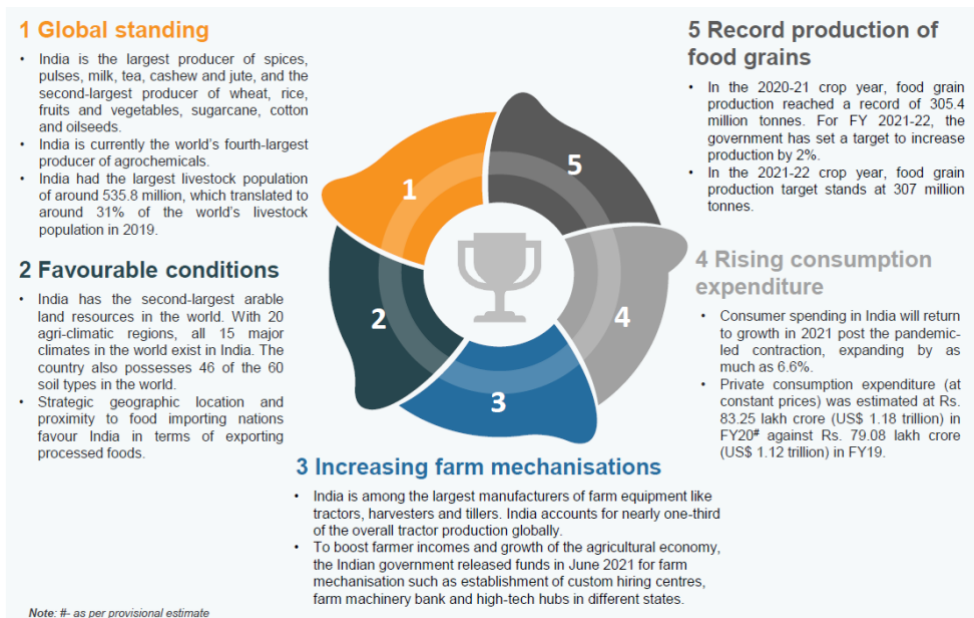 1 Global standing
• India is the largest producer of spices,
pulses, milk, tea, cashew and jute, and the
second-largest producer of wheat, rice,
fruits and vegetables, sugarcane, cotton
and oilseeds.
• India is currently the world's fourth-largest
producer of agrochemicals.
• India had the largest livestock population
of around 535.8 million, which translated to
around 31% of the world's livestock
population in 2019.
2 Favourable conditions
• India has the second-largest arable
land resources in the world. With 20
agri-climatic regions, all 15 major
climates in the world exist in India. The
country also possesses 46 of the 60
soil types in the world.
• Strategic geographic location and
proximity to food importing nations
favour India in terms of exporting
processed foods.
1
2
3
4
5
3 Increasing farm mechanisations
• India is among the largest manufacturers of farm equipment like
tractors, harvesters and tillers. India accounts for nearly one-third
of the overall tractor production globally.
• To boost farmer incomes and growth of the agricultural economy,
the Indian government released funds in June 2021 for farm
mechanisation such as establishment of custom hiring centres,
farm machinery bank and high-tech hubs in different states.
4 Rising consumption
expenditure
• Consumer spending in India will return
to growth in 2021 post the pandemic-
led contraction, expanding by as
much as 6.6%.
• Private consumption expenditure (at
constant prices) was estimated at Rs.
83.25 lakh crore (US$ 1.18 trillion) in
FY20# against Rs. 79.08 lakh crore
(US$ 1.12 trillion) in FY19.
5 Record production of
food grains
• In the 2020-21 crop year, food grain
production reached a record of 305.4
million tonnes. For FY 2021-22, the
government has set a target to increase
production by 2%.
• In the 2021-22 crop year, food grain
production target stands at 307 million
tonnes.
Note: #- as per provisional estimate